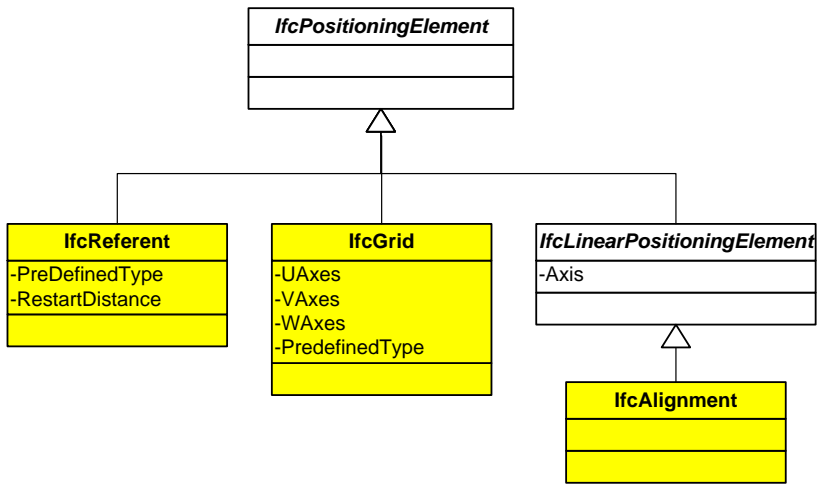 IfcPositioningElement
IfcReferent
-PreDefinedType
-RestartDistance
IfcGrid
-UAxes
-VAxes
-WAxes
-PredefinedType
IfcLinearPositioningElement
-Axis
IfcAlignment